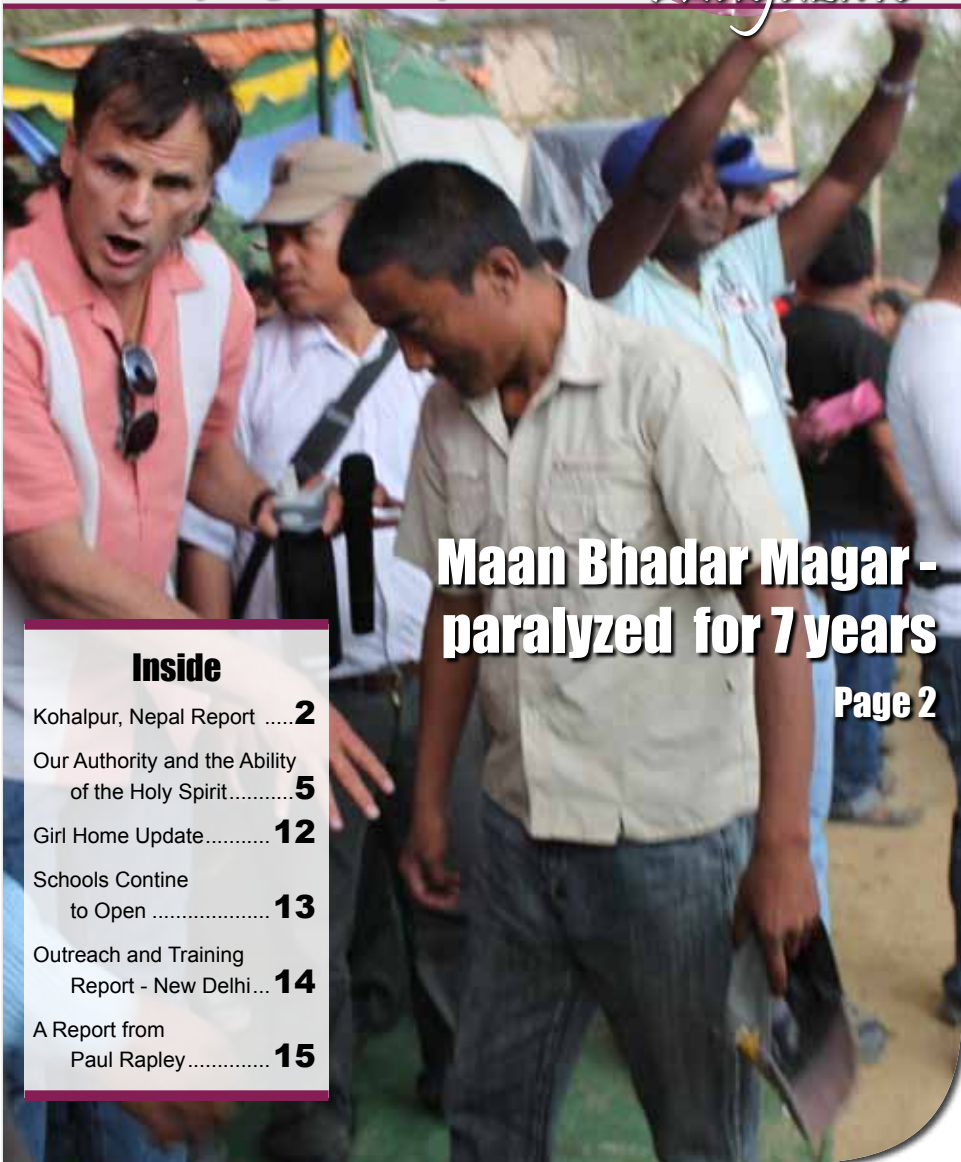 Maan Bhadar Magar -
paralyzed for 7 years
Page 2
Inside
Kohalpur, Nepal Report .....2
Our Authority and the Ability
of the Holy Spirit...........5
Girl Home Update........... 12
Schools Contine
to Open .................... 13
Outreach and Training
Report - New Delhi... 14
A Report from
Paul Rapley.............. 15